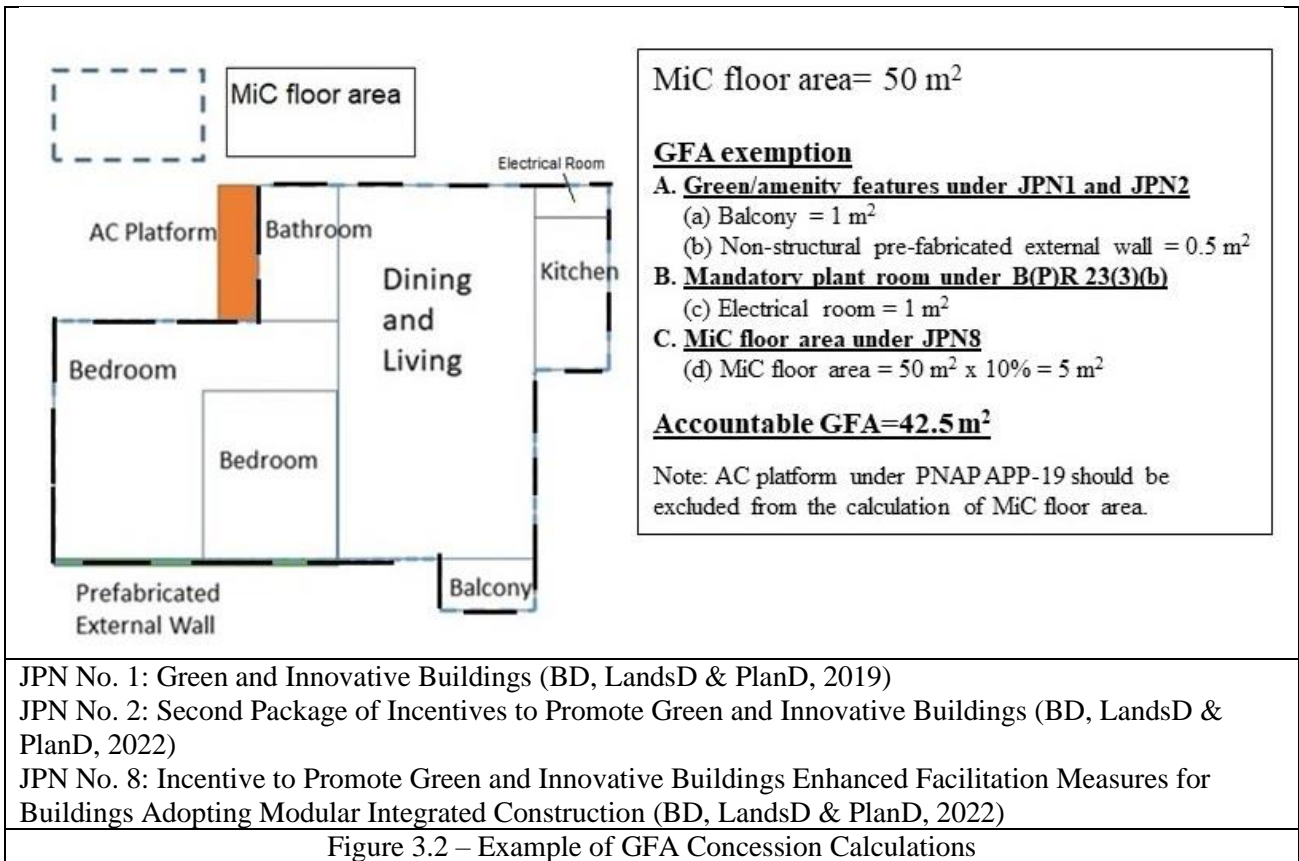 MiC floor area
Electrical Room
AC Platform
Bathroom
Dining
and
Living
Kitchen
Bedroom
Bedroom
Balcony
Prefabricated
External Wall
MiC floor area= 50 m²
GFA exemption
A. Green/amenity features under JPN1 and JPN2
(a) Balcony = 1 m²
(b) Non-structural pre-fabricated external wall = 0.5 m²
B. Mandatory plant room under B(P)R 23(3)(b)
(c) Electrical room = 1 m²
C. MiC floor area under JPN8
(d) MiC floor area = 50 m² x 10% = 5 m²
Accountable GFA=42.5 m²
Note: AC platform under PNAP APP-19 should be
excluded from the calculation of MiC floor area.
JPN No. 1: Green and Innovative Buildings (BD, LandsD & PlanD, 2019)
JPN No. 2: Second Package of Incentives to Promote Green and Innovative Buildings (BD, LandsD &
PlanD, 2022)
JPN No. 8: Incentive to Promote Green and Innovative Buildings Enhanced Facilitation Measures for
Buildings Adopting Modular Integrated Construction (BD, LandsD & PlanD, 2022)
Figure 3.2 – Example of GFA Concession Calculations